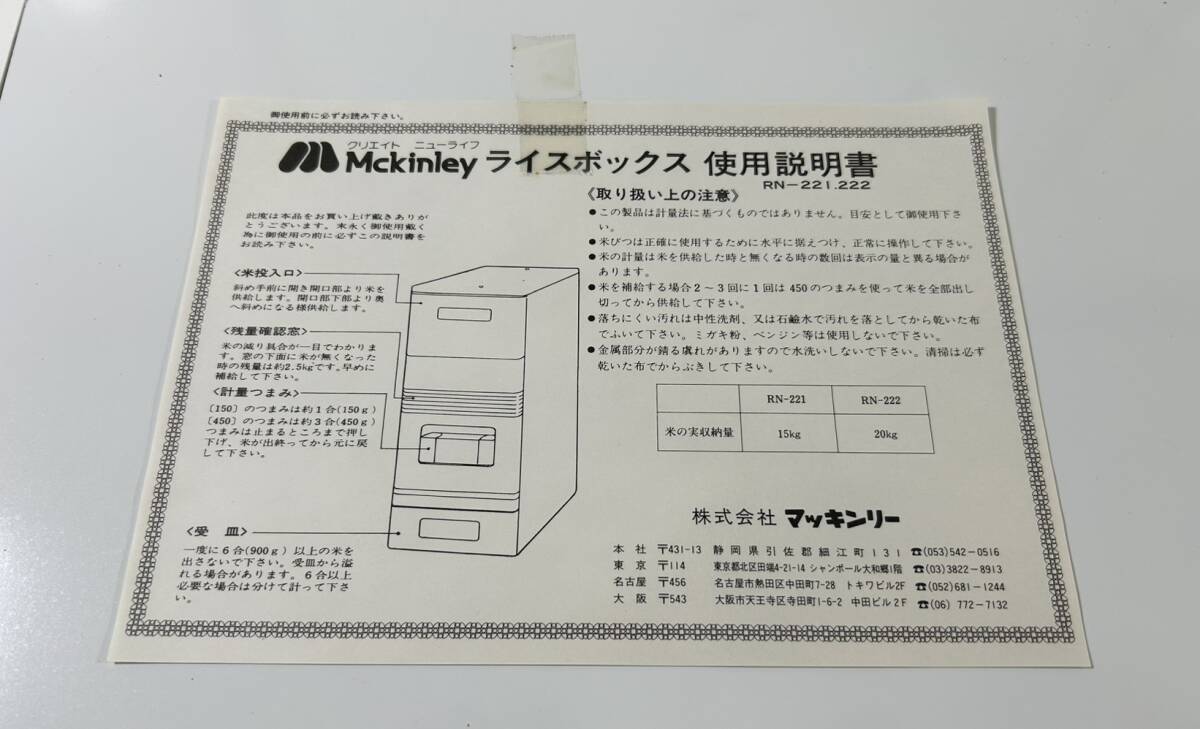 御使用前に必ずお読み下さい。
クリエイト ニューライフ
Mckinley ライスボックス 使用説明書
RN-221.222
此度は本品をお買い上げ戴きありが
とうございます。末永く御使用戴く
為に御使用の前に必ずこの説明書を
お読み下さい。
〈米投入口〉
斜め手前に開き開口部より米を
供給します。開口部下部より奥
へ斜めになる様供給します。
〈残量確認窓〉
米の減り具合が一目でわかりま
す。窓の下面に米が無くなった
時の残量は約2.5kgです。早めに
補給して下さい。
〈計量つまみ〉
〔150〕のつまみは約1合(150g)
〔450〕のつまみは約3合(450g)
つまみは止まるところまで押し
下げ、米が出終ってから元に戻
して下さい。
〈受 皿〉
一度に6合(900g)以上の米を
出さないで下さい。受皿から溢
れる場合があります。6合以上
必要な場合は分けて計って下さ
い。
《取り扱い上の注意》
●この製品は計量法に基づくものではありません。目安として御使用下さ
い。
●米びつは正確に使用するために水平に据えつけ、正常に操作して下さい。
●米の計量は米を供給した時と無くなる時の数回は表示の量と異る場合が
あります。
●米を補給する場合2～3回に1回は450のつまみを使って米を全部出し
切ってから供給して下さい。
●落ちにくい汚れは中性洗剤、又は石鹼水で汚れを落としてから乾いた布
でふいて下さい。ミガキ粉、ベンジン等は使用しないで下さい。
●金属部分が錆る虞れがありますので水洗いしないで下さい。清掃は必ず
乾いた布でからぶきして下さい。
RN-221 RN-222
米の実収納量 15kg 20kg
株式会社 マッキンリー
本 社 〒431-13 静岡県引佐郡細江町131 ☎(053)542-0516
東 京 〒114 東京都北区田端4-21-14 シャンボール大和郷1階 ☎(03)3822-8913
名古屋 〒456 名古屋市熱田区中田町7-28 トキワビル2F ☎(052)681-1244
大 阪 〒543 大阪市天王寺区寺田町1-6-2 中田ビル2F ☎(06) 772-7132